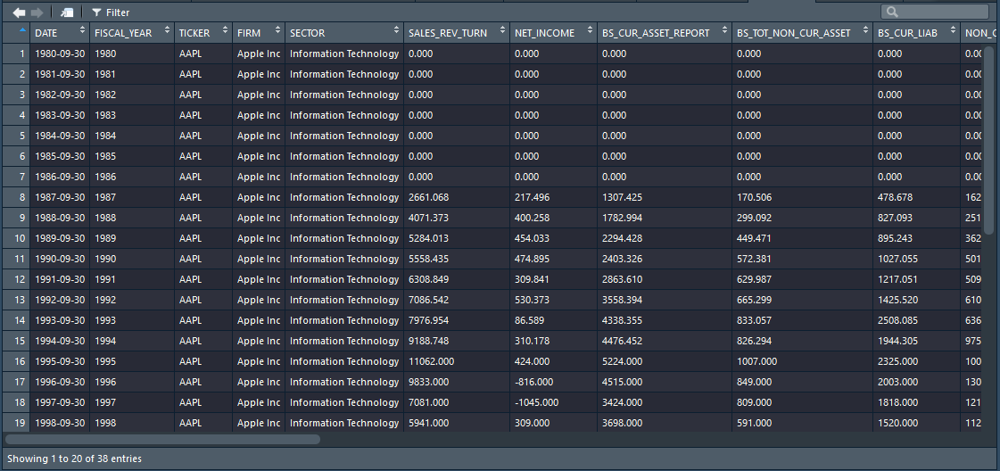 Filter
DATE FISCAL_YEAR TICKER FIRM SECTOR SALES_REV_TURN NET_INCOME BS_CUR_ASSET_REPORT BS_TOT_NON_CUR_ASSET BS_CUR_LIAB NON_C
1 1980-09-30 1980 AAPL Apple Inc Information Technology 0.000 0.000 0.000 0.000 0.000 0.00
2 1981-09-30 1981 AAPL Apple Inc Information Technology 0.000 0.000 0.000 0.000 0.000 0.00
3 1982-09-30 1982 AAPL Apple Inc Information Technology 0.000 0.000 0.000 0.000 0.000 0.00
4 1983-09-30 1983 AAPL Apple Inc Information Technology 0.000 0.000 0.000 0.000 0.000 0.00
5 1984-09-30 1984 AAPL Apple Inc Information Technology 0.000 0.000 0.000 0.000 0.000 0.00
6 1985-09-30 1985 AAPL Apple Inc Information Technology 0.000 0.000 0.000 0.000 0.000 0.00
7 1986-09-30 1986 AAPL Apple Inc Information Technology 0.000 0.000 0.000 0.000 0.000 0.00
8 1987-09-30 1987 AAPL Apple Inc Information Technology 2661.068 217.496 1307.425 170.506 478.678 162
9 1988-09-30 1988 AAPL Apple Inc Information Technology 4071.373 400.258 1782.994 299.092 827.093 251
10 1989-09-30 1989 AAPL Apple Inc Information Technology 5284.013 454.033 2294.428 449.471 895.243 362
11 1990-09-30 1990 AAPL Apple Inc Information Technology 5558.435 474.895 2403.326 572.381 1027.055 501
12 1991-09-30 1991 AAPL Apple Inc Information Technology 6308.849 309.841 2863.610 629.987 1217.051 509
13 1992-09-30 1992 AAPL Apple Inc Information Technology 7086.542 530.373 3558.394 665.299 1425.520 610
14 1993-09-30 1993 AAPL Apple Inc Information Technology 7976.954 86.589 4338.355 833.057 2508.085 636
15 1994-09-30 1994 AAPL Apple Inc Information Technology 9188.748 310.178 4476.452 826.294 1944.305 975
16 1995-09-30 1995 AAPL Apple Inc Information Technology 11062.000 424.000 5224.000 1007.000 2325.000 100
17 1996-09-30 1996 AAPL Apple Inc Information Technology 9833.000 -816.000 4515.000 849.000 2003.000 130
18 1997-09-30 1997 AAPL Apple Inc Information Technology 7081.000 -1045.000 3424.000 809.000 1818.000 121
19 1998-09-30 1998 AAPL Apple Inc Information Technology 5941.000 309.000 3698.000 591.000 1520.000 112
Showing 1 to 20 of 38 entries